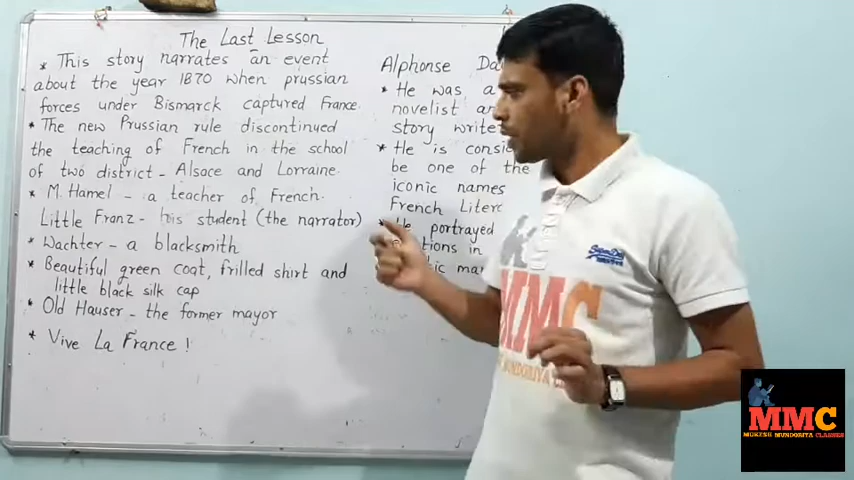 The Last Lesson
* This story narrates an event
about the year 1870 when prussian
forces under Bismarck captured France.
* The new Prussian rule discontinued
the teaching of French in the school
of two district - Alsace and Lorraine.
* M. Hamel - a teacher of French.
Little Franz - his student (the narrator)
* Wachter - a blacksmith
* Beautiful green coat, frilled shirt and
little black silk cap
* Old Hauser - the former mayor
* Vive La France !
Alphonse
* He was a
novelist
story write
* He is
be one of the
iconic names
French
He portrayed
in
MMC
MMC
MUKESH MUNDORIYA CLASSES